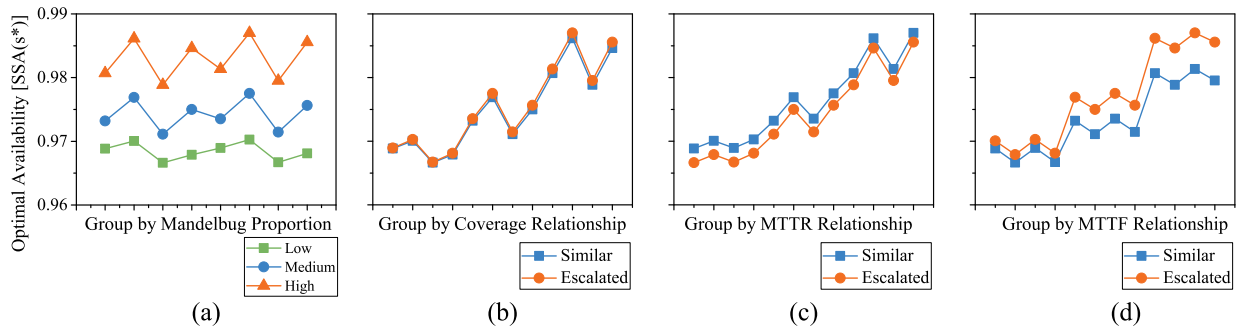 Optimal Availability [SSA(s*)]
0.99
0.98
0.97
0.96
Group by Mandelbug Proportion
Low
Medium
High
(a)
Group by Coverage Relationship
Similar
Escalated
(b)
Group by MTTR Relationship
Similar
Escalated
(c)
Group by MTTF Relationship
Similar
Escalated
(d)